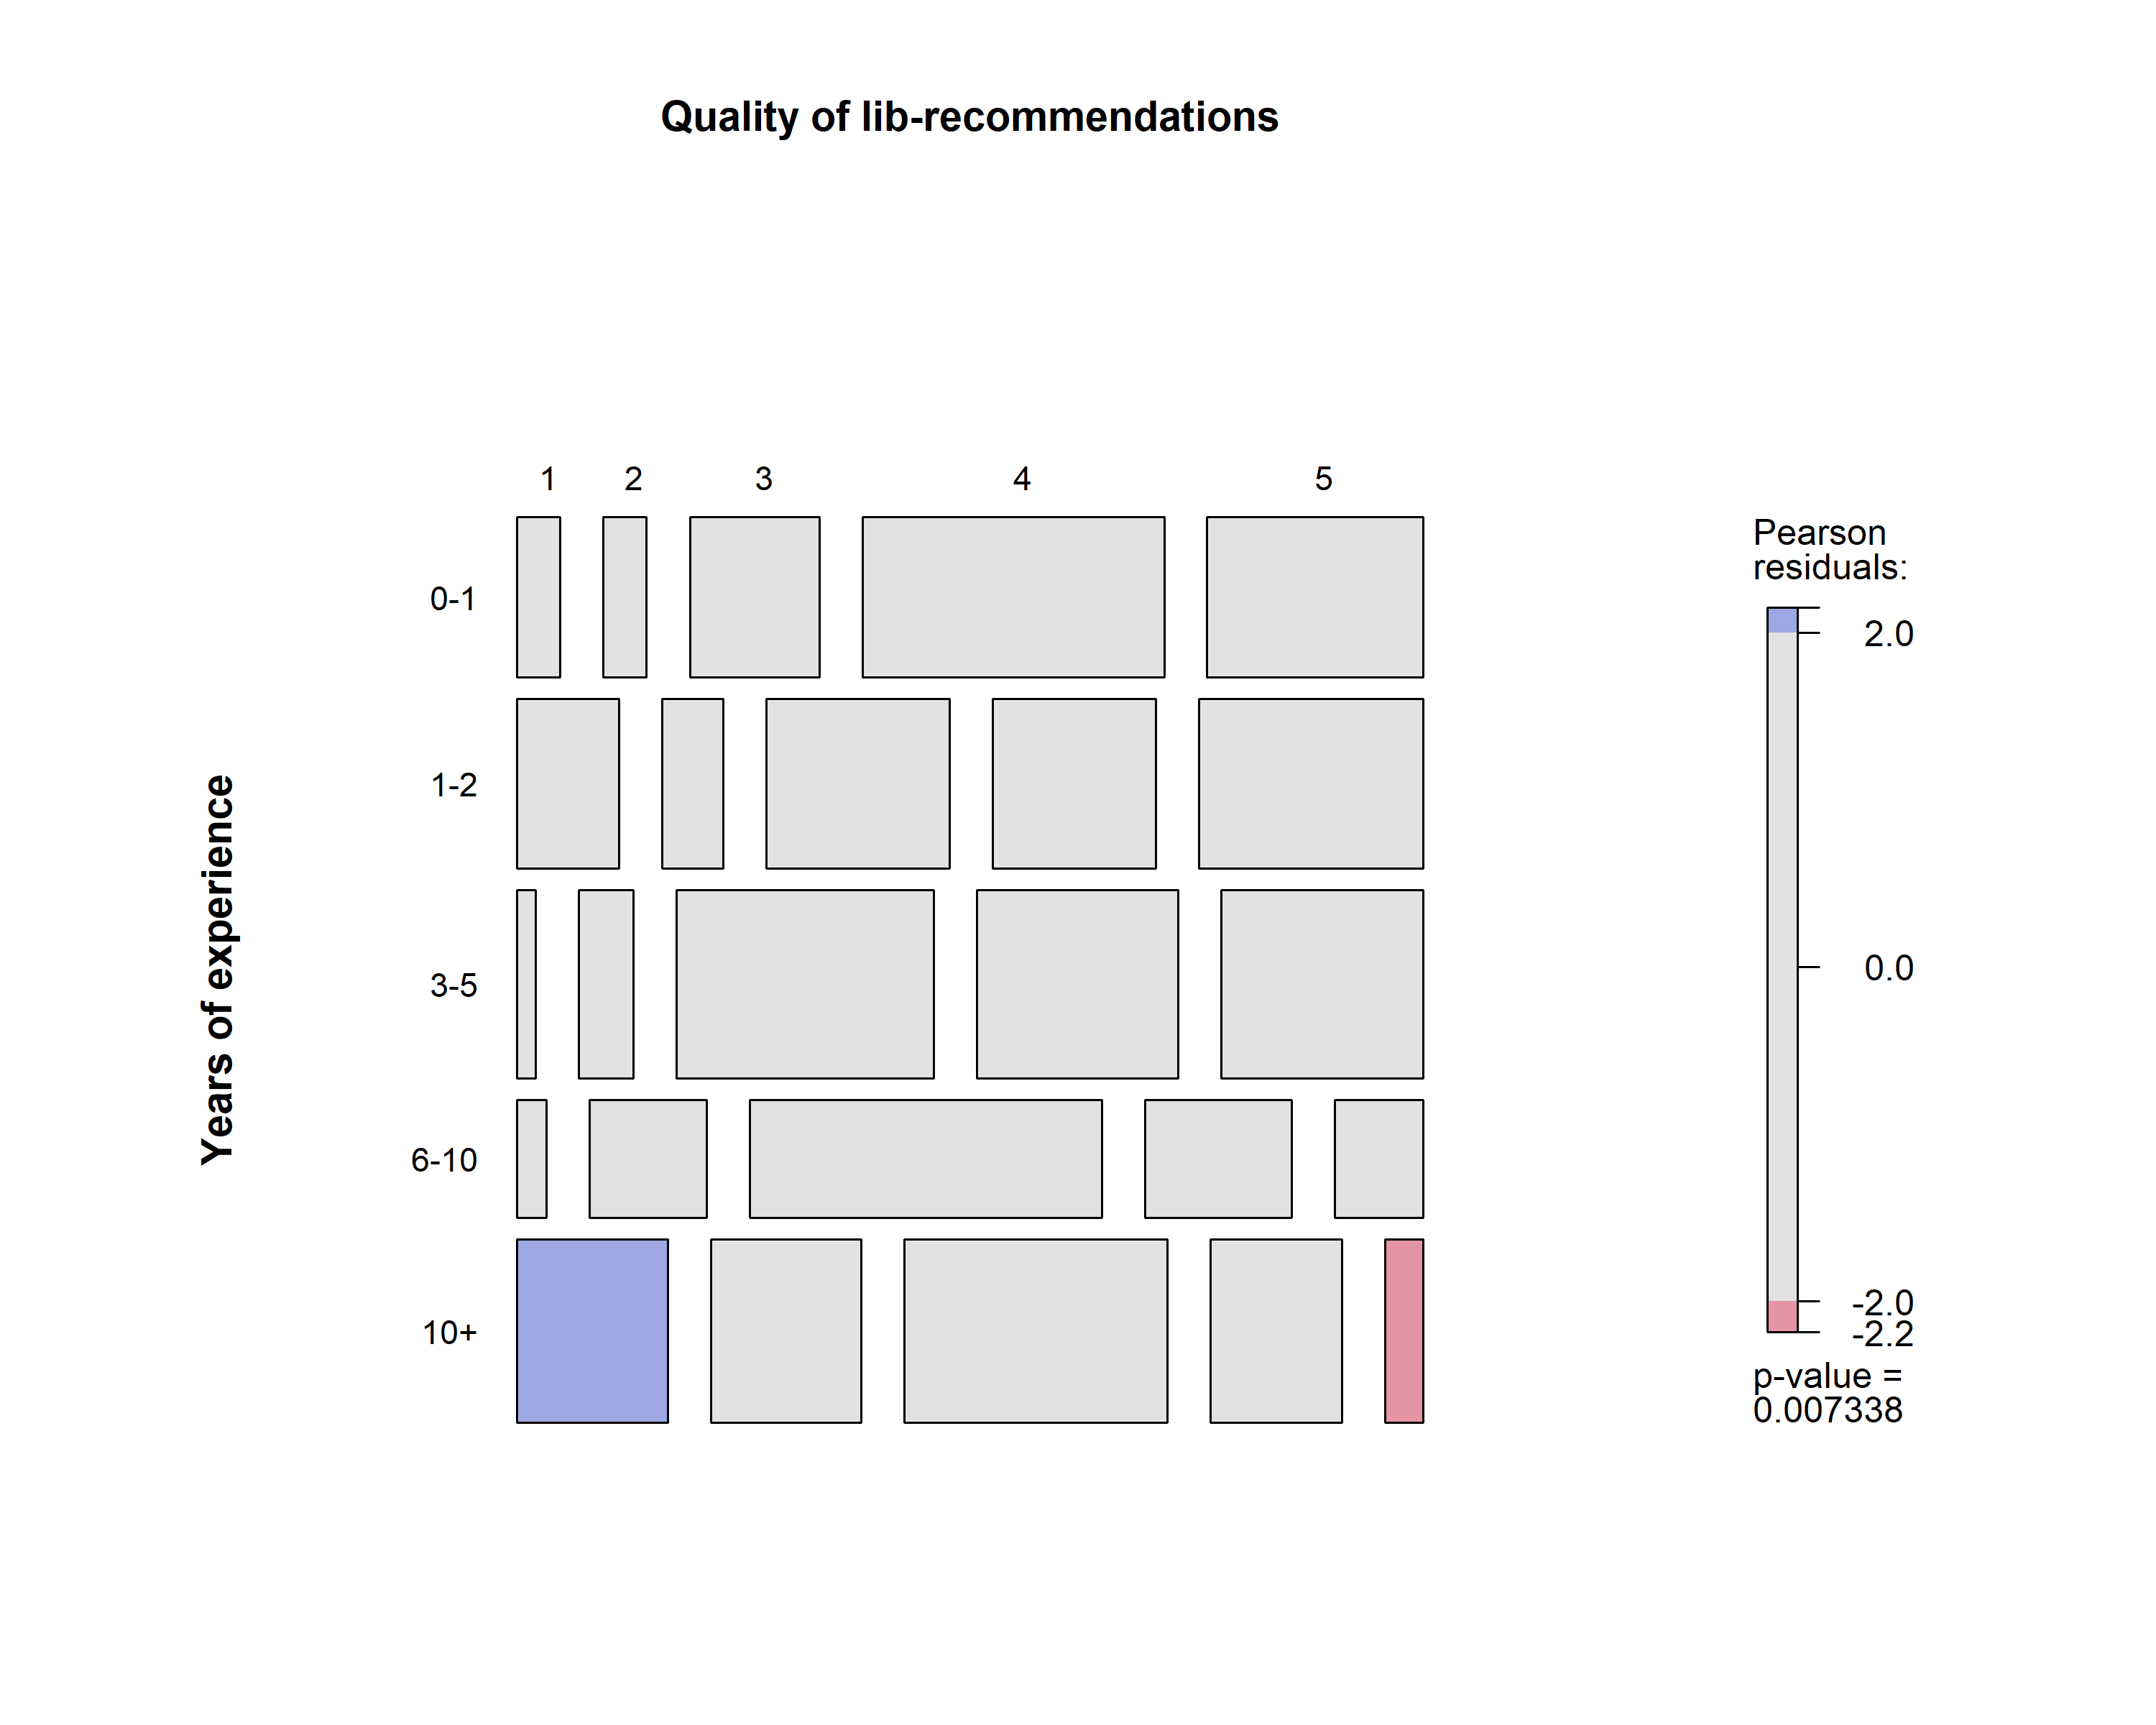 Quality of lib-recommendations
1 2 3 4 5
Years of experience
0-1
1-2
3-5
6-10
10+
Pearson
residuals:
2.0
0.0
-2.0
-2.2
p-value =
0.007338